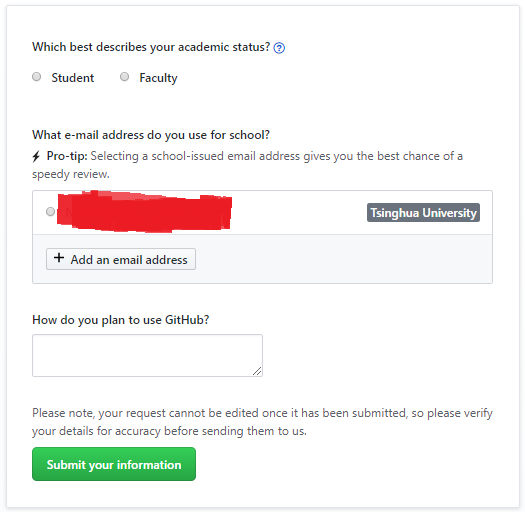 Which best describes your academic status?
Student Faculty
What e-mail address do you use for school?
Pro-tip: Selecting a school-issued email address gives you the best chance of a
speedy review.
Tsinghua University
+ Add an email address
How do you plan to use GitHub?
Please note, your request cannot be edited once it has been submitted, so please verify
your details for accuracy before sending them to us.
Submit your information